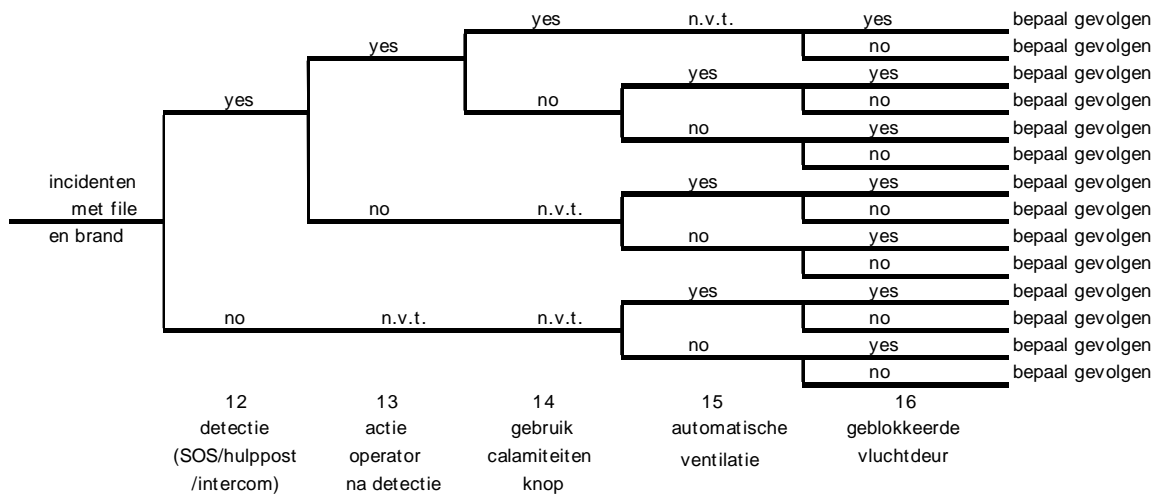 yes n.v.t. yes bepaal gevolgen
yes no bepaal gevolgen
yes yes bepaal gevolgen
yes no no bepaal gevolgen
no yes bepaal gevolgen
no bepaal gevolgen
incidenten yes yes bepaal gevolgen
met file no n.v.t. no bepaal gevolgen
en brand no yes bepaal gevolgen
no bepaal gevolgen
yes yes bepaal gevolgen
no n.v.t. n.v.t. no bepaal gevolgen
no yes bepaal gevolgen
no bepaal gevolgen
12 13 14 15 16
detectie actie gebruik automatische geblokkeerde
(SOS/hulppost operator calamiteiten ventilatie vluchtdeur
/intercom) na detectie knop